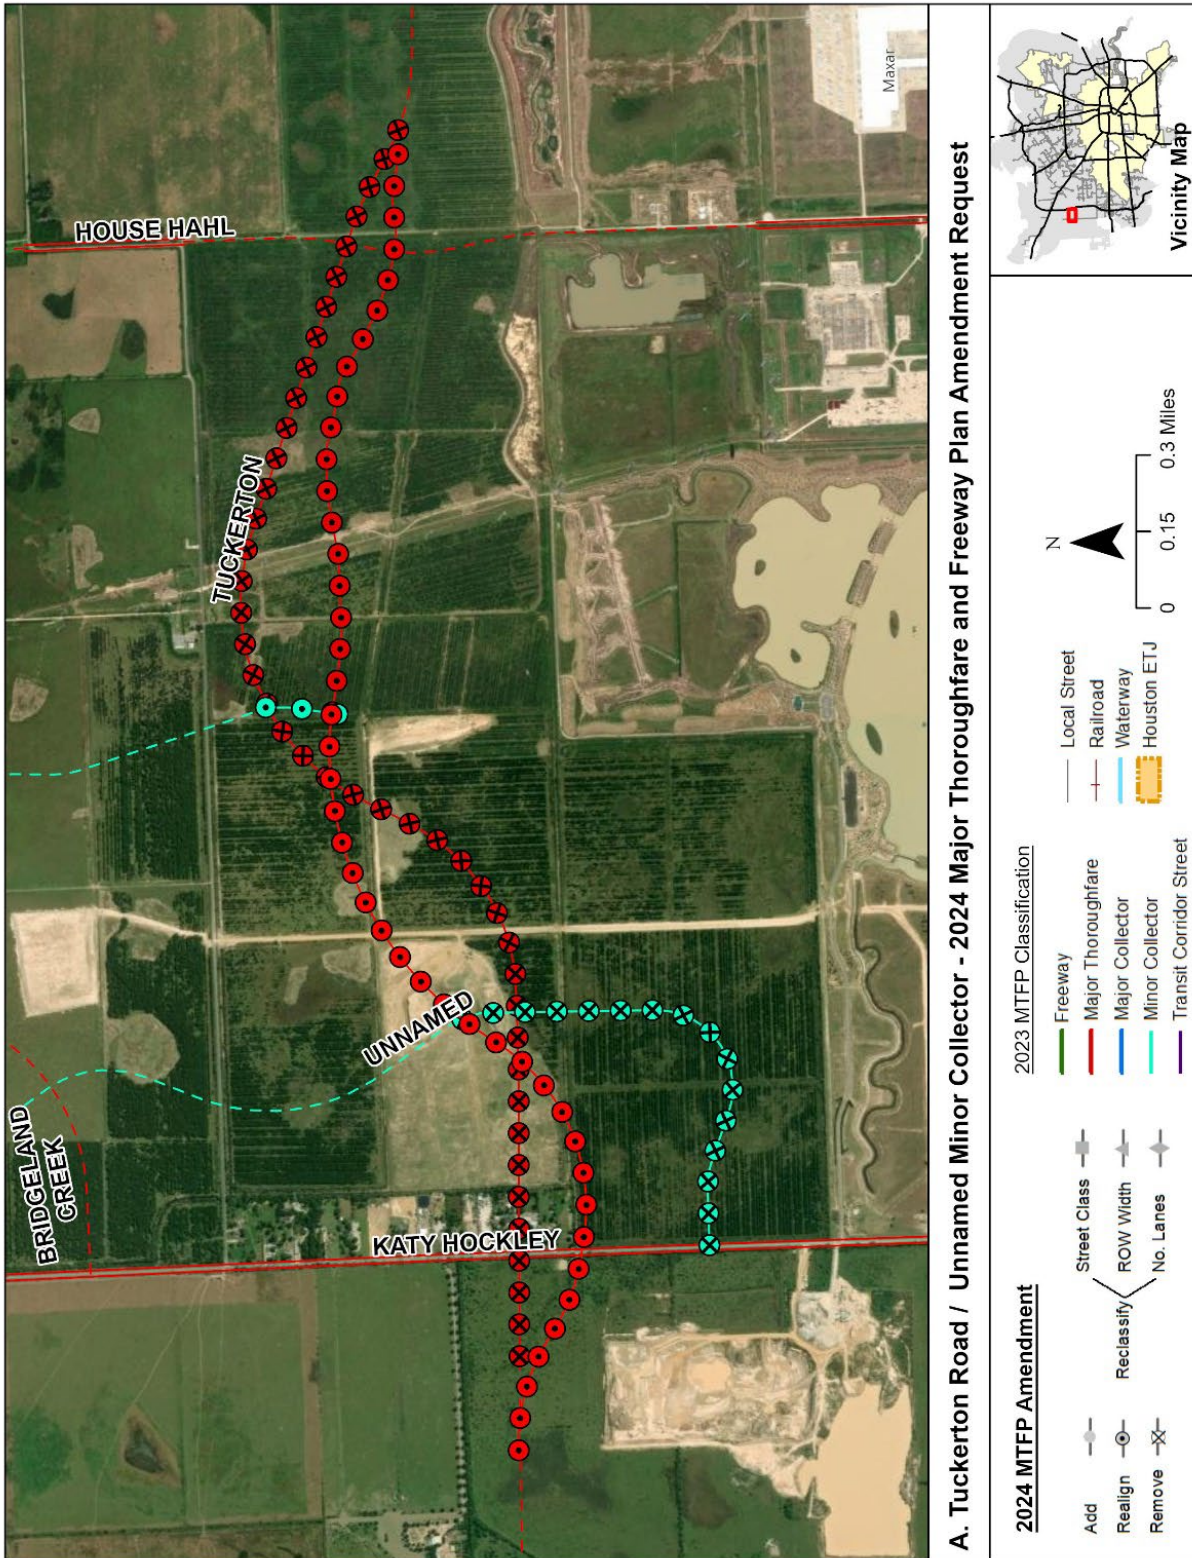 HOUSE HAHL
TUCKERTON
UNNAMED
BRIDGELAND
CREEK
KATY HOCKLEY
Maxar
A. Tuckerton Road / Unnamed Minor Collector - 2024 Major Thoroughfare and Freeway Plan Amendment Request
2024 MTFP Amendment
Add
Realign
Remove
Reclassify
Street Class
ROW Width
No. Lanes
2023 MTFP Classification
Freeway
Major Thoroughfare
Major Collector
Minor Collector
Transit Corridor Street
Local Street
Railroad
Waterway
Houston ETJ
N
0 0.15 0.3 Miles
Vicinity Map